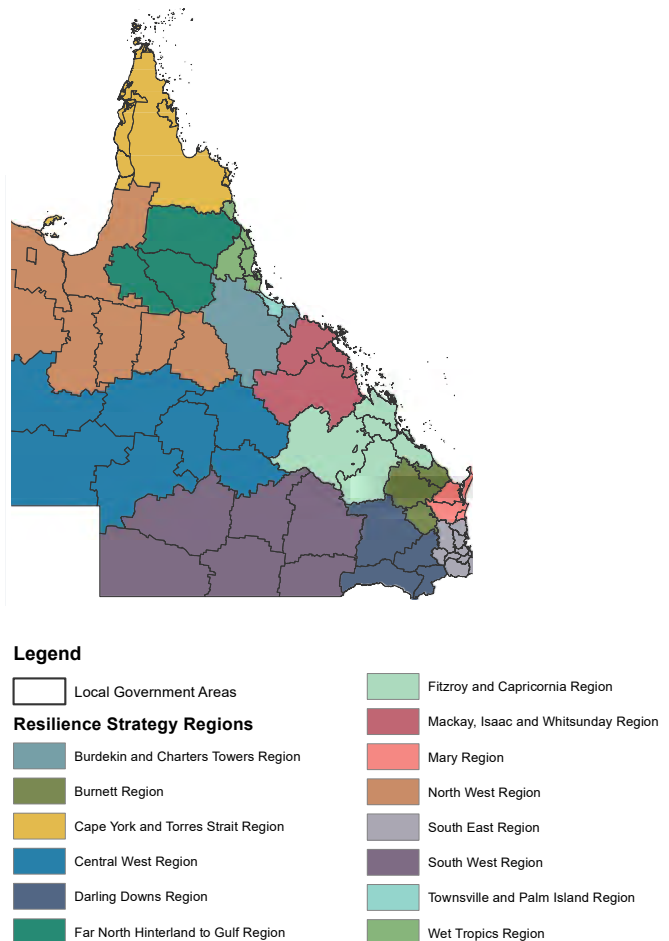 Legend
Local Government Areas
Resilience Strategy Regions
Burdekin and Charters Towers Region
Burnett Region
Cape York and Torres Strait Region
Central West Region
Darling Downs Region
Far North Hinterland to Gulf Region
Fitzroy and Capricornia Region
Mackay, Isaac and Whitsunday Region
Mary Region
North West Region
South East Region
South West Region
Townsville and Palm Island Region
Wet Tropics Region